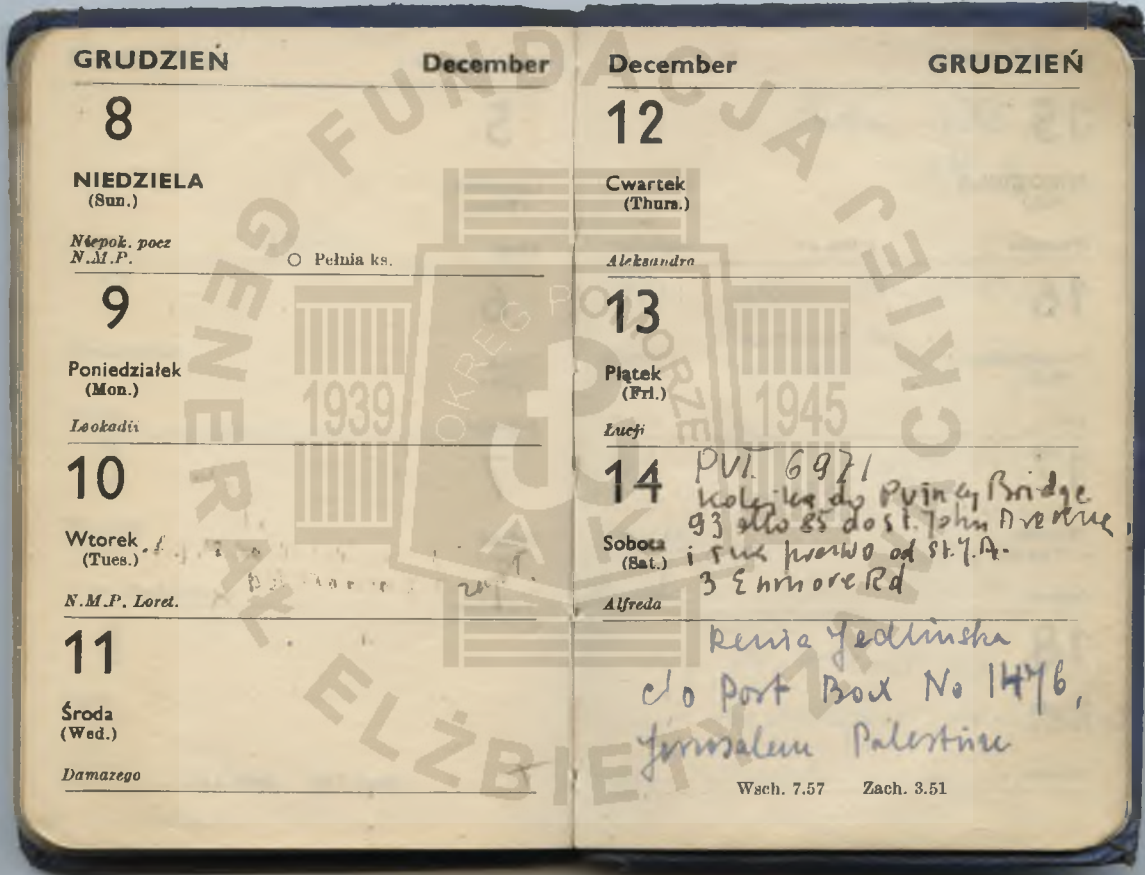 GRUDZIEŃ December
8
NIEDZIELA
(Sun.)
Niepok. pocz
N.M.P.
Pełnia ks.
9
Poniedziałek
(Mon.)
Leokadii
10
Wtorek
(Tues.)
N.M.P. Loret.
11
Środa
(Wed.)
Damazego
December GRUDZIEŃ
12
Cwartek
(Thurs.)
Aleksandra
13
Piątek
(Fri.)
Łucji
14
Sobota
(Sat.)
Alfreda
PUT. 6971
Kolejką do Putney Bridge
93 albo 85 do St. John Avenue,
i prawo od St. J. A.
3 Enmore Rd
Renia Jedlinska
c/o Post Box No 1476,
Jerusalem Palestine
Wsch. 7.57 Zach. 3.51
FUNDACJA GENERAŁ ELŻBIETY ZAWACKIEJ
1939 1945
OKRĘG POMORZE
AK